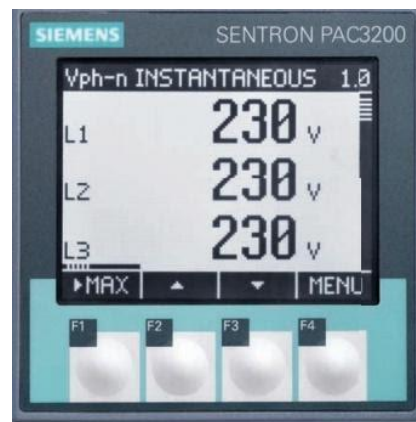 SIEMENS SENTRON PAC3200
Vph-n INSTANTANEOUS 1.0
L1 230 V
L2 230 V
L3 230 V
▶MAX ▲ ▼ MENU
F1 F2 F3 F4